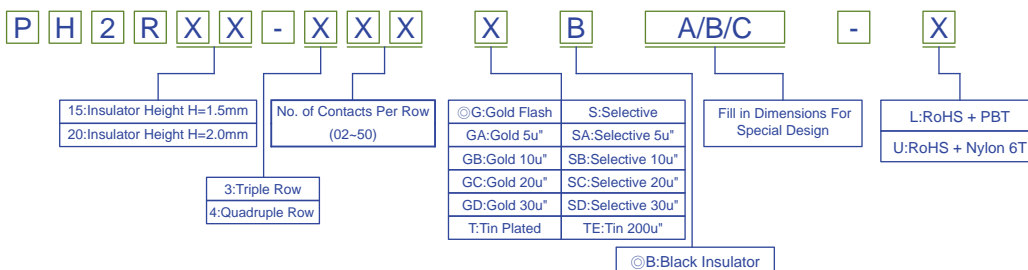 P H 2 R X X - X X X X B A/B/C - X
15:Insulator Height H=1.5mm
20:Insulator Height H=2.0mm
3:Triple Row
4:Quadruple Row
No. of Contacts Per Row
(02~50)
◎G:Gold Flash S:Selective
GA:Gold 5u" SA:Selective 5u"
GB:Gold 10u" SB:Selective 10u"
GC:Gold 20u" SC:Selective 20u"
GD:Gold 30u" SD:Selective 30u"
T:Tin Plated TE:Tin 200u"
◎B:Black Insulator
Fill in Dimensions For
Special Design
L:RoHS + PBT
U:RoHS + Nylon 6T